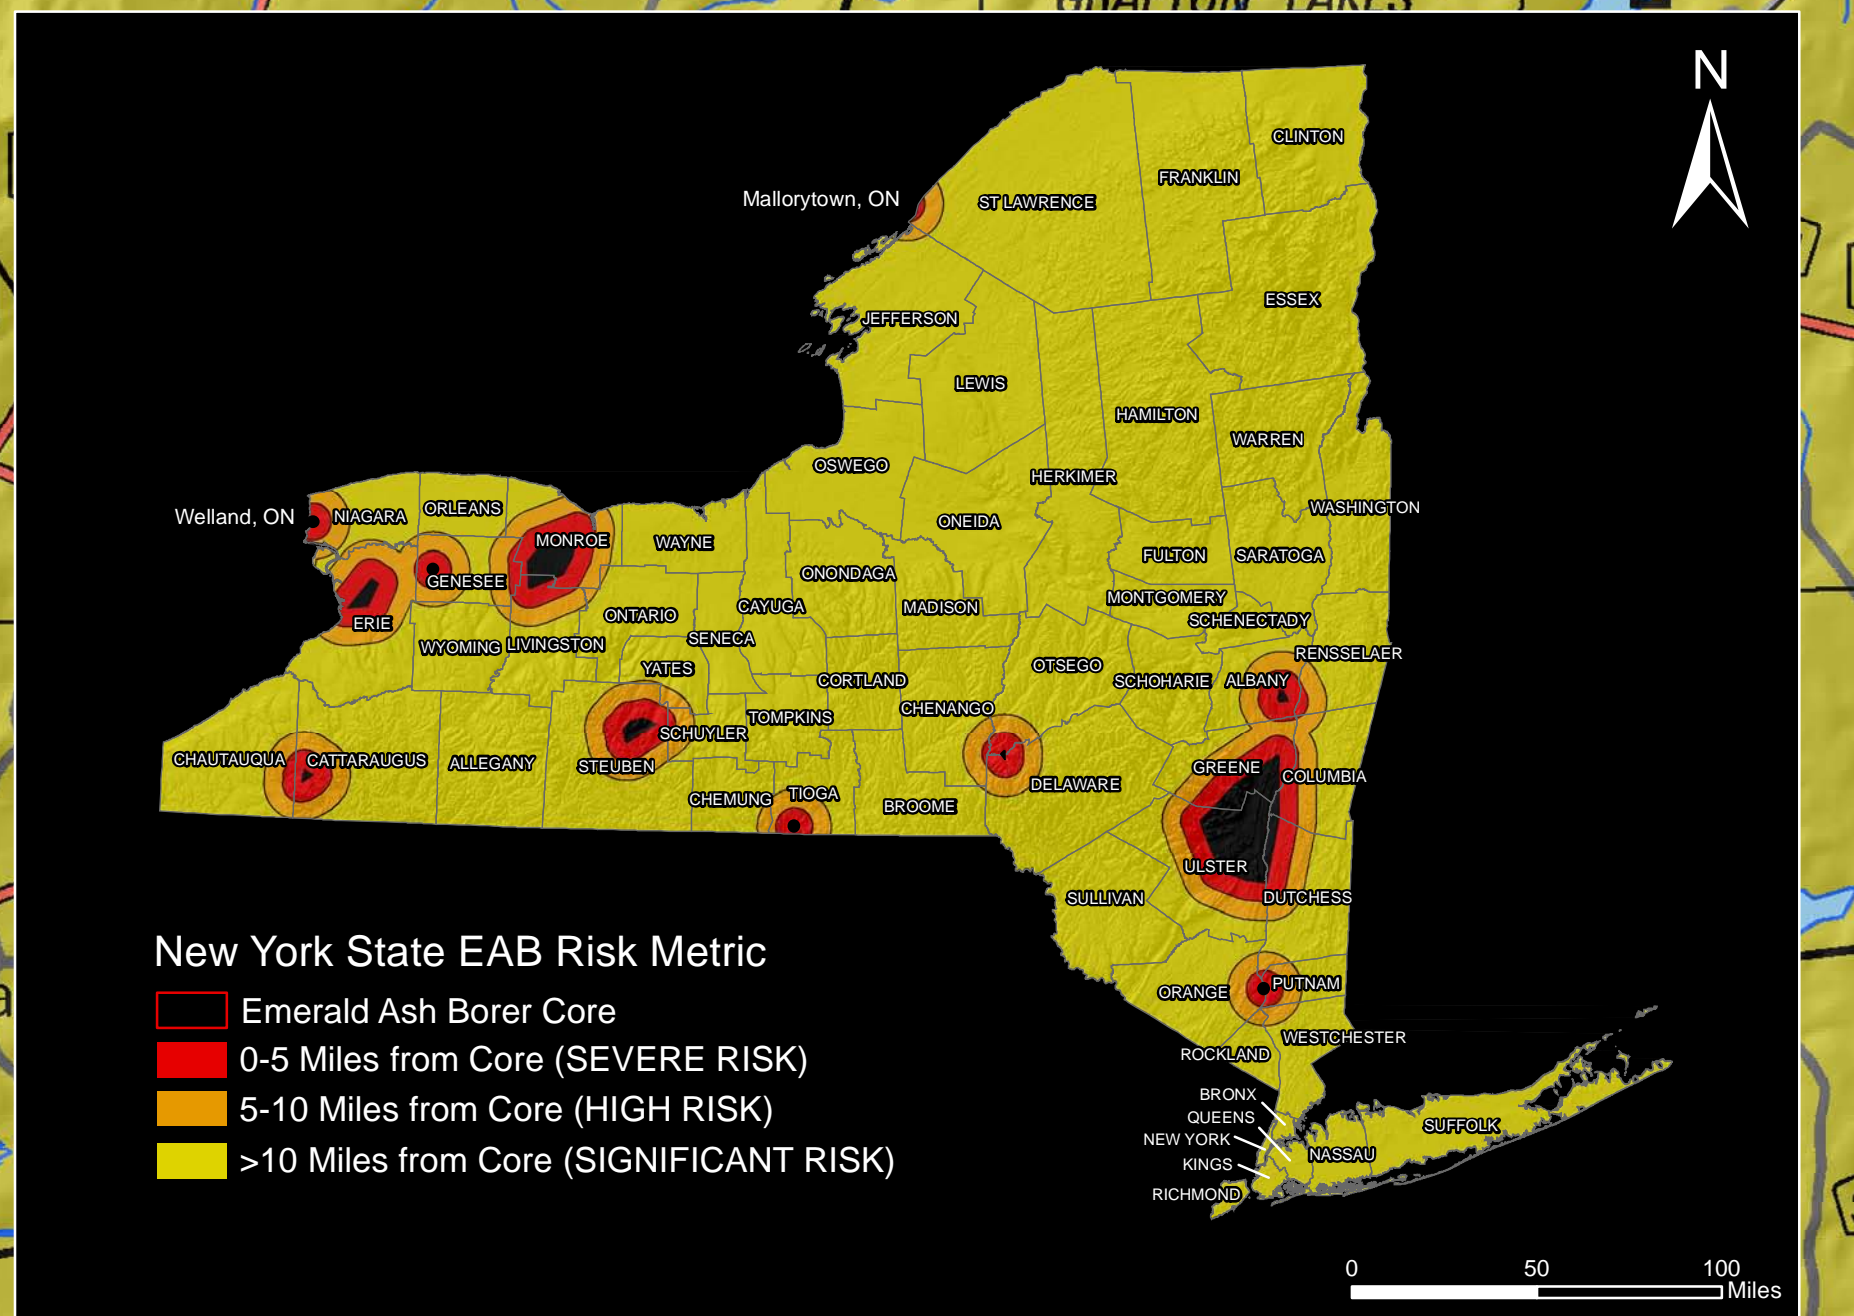 GRAFTON LAKES
N
CLINTON
FRANKLIN
Mallorytown, ON
ST LAWRENCE
ESSEX
JEFFERSON
LEWIS
HAMILTON
WARREN
OSWEGO
HERKIMER
WASHINGTON
Welland, ON
NIAGARA
ORLEANS
ONEIDA
MONROE
WAYNE
FULTON
SARATOGA
GENESEE
ONONDAGA
MONTGOMERY
CAYUGA
MADISON
ERIE
ONTARIO
SCHENECTADY
WYOMING
LIVINGSTON
SENECA
RENSSELAER
YATES
OTSEGO
CORTLAND
SCHOHARIE
ALBANY
CHENANGO
TOMPKINS
SCHUYLER
CHAUTAUQUA
CATTARAUGUS
ALLEGANY
STEUBEN
GREENE
COLUMBIA
DELAWARE
CHEMUNG
TIOGA
BROOME
ULSTER
SULLIVAN
DUTCHESS
ORANGE
PUTNAM
WESTCHESTER
ROCKLAND
BRONX
QUEENS
NEW YORK
KINGS
RICHMOND
NASSAU
SUFFOLK
New York State EAB Risk Metric
Emerald Ash Borer Core
0-5 Miles from Core (SEVERE RISK)
5-10 Miles from Core (HIGH RISK)
>10 Miles from Core (SIGNIFICANT RISK)
0 50 100
Miles